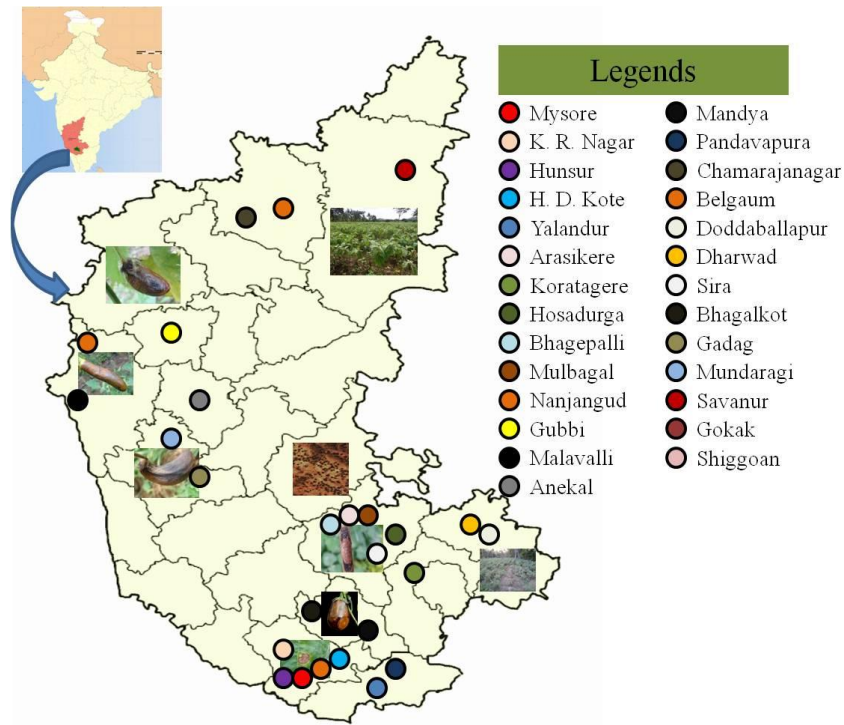 Legends
Mysore
K. R. Nagar
Hunsur
H. D. Kote
Yalandur
Arasikere
Koratagere
Hosadurga
Bhagepalli
Mulbagal
Nanjangud
Gubbi
Malavalli
Anekal
Mandya
Pandavapura
Chamarajanagar
Belgaum
Doddaballapur
Dharwad
Sira
Bhagalkot
Gadag
Mundaragi
Savanur
Gokak
Shiggoan